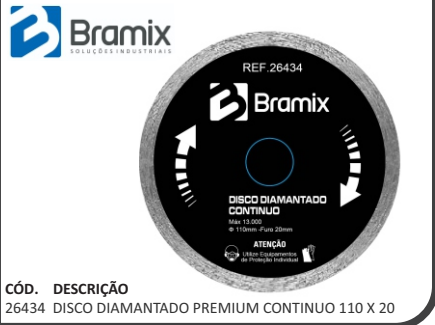 Bramix
SOLUÇÕES INDUSTRIAIS
REF.26434
Bramix
DISCO DIAMANTADO
CONTINUO
Máx 13.000
Φ 110mm -Furo 20mm
ATENÇÃO
Utilize Equipamentos
de Proteção Individual
CÓD. DESCRIÇÃO
26434 DISCO DIAMANTADO PREMIUM CONTINUO 110 X 20